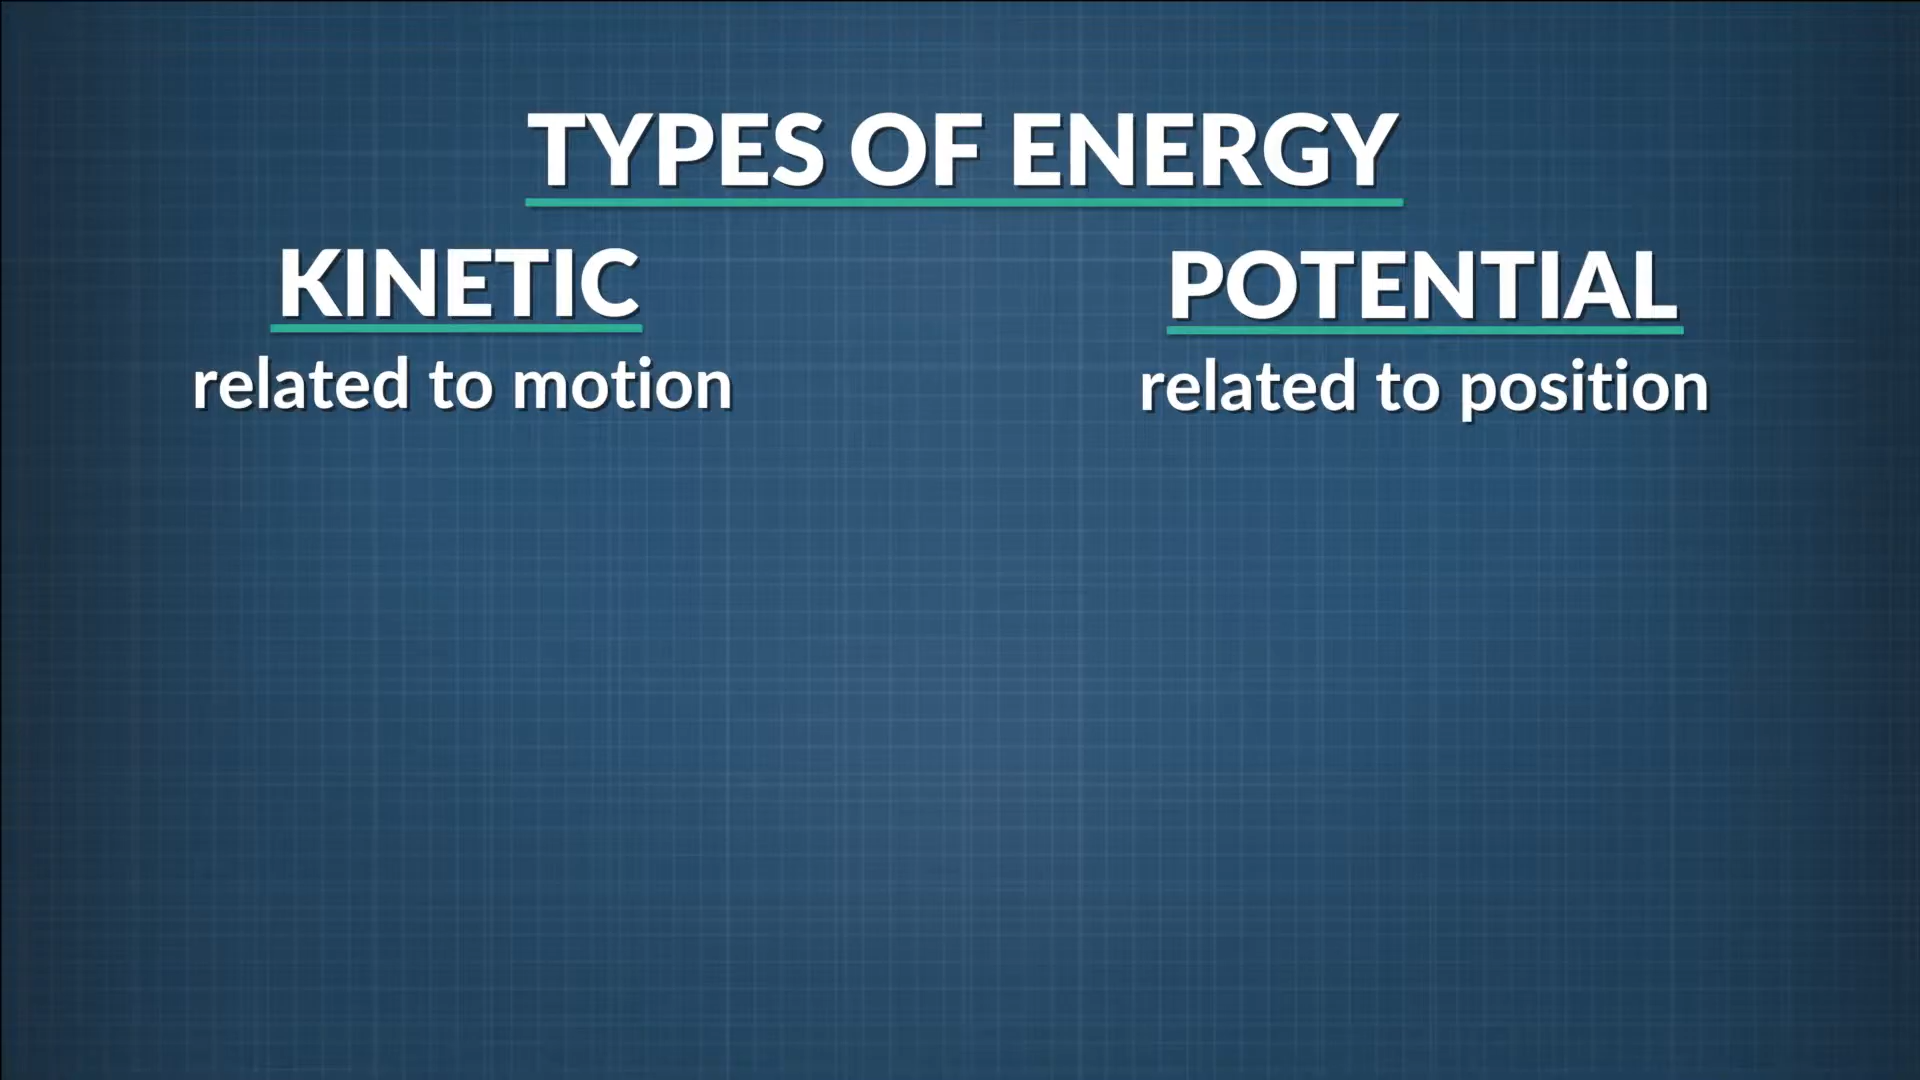 TYPES OF ENERGY
KINETIC
related to motion
POTENTIAL
related to position